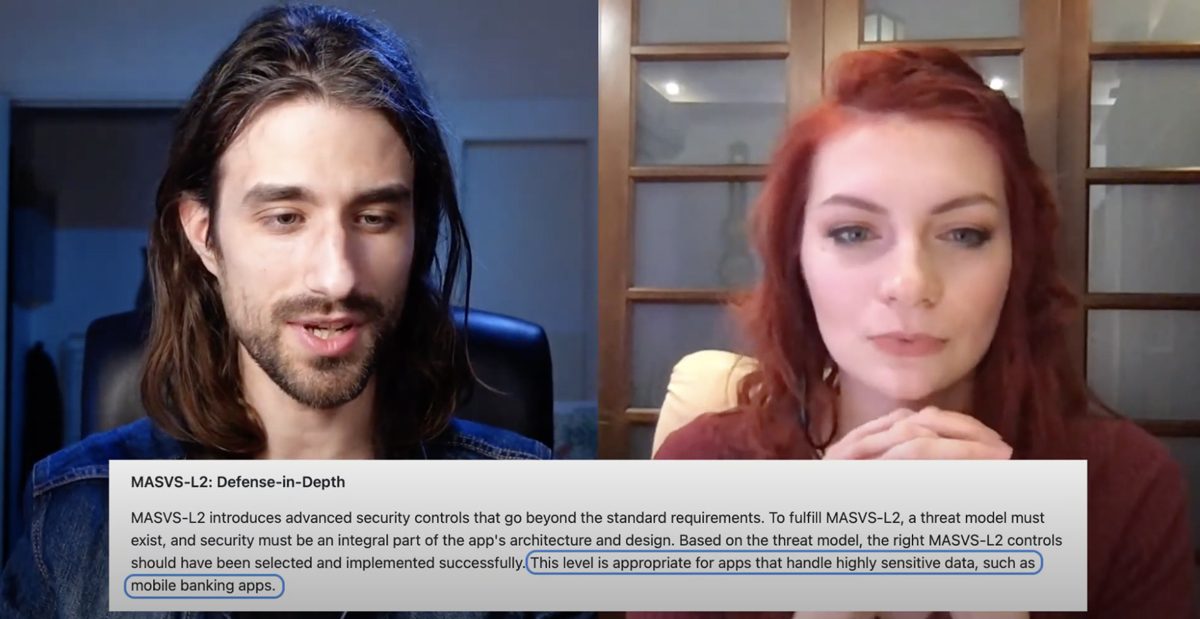 MASVS-L2: Defense-in-Depth
MASVS-L2 introduces advanced security controls that go beyond the standard requirements. To fulfill MASVS-L2, a threat model must
exist, and security must be an integral part of the app's architecture and design. Based on the threat model, the right MASVS-L2 controls
should have been selected and implemented successfully. This level is appropriate for apps that handle highly sensitive data, such as
mobile banking apps.